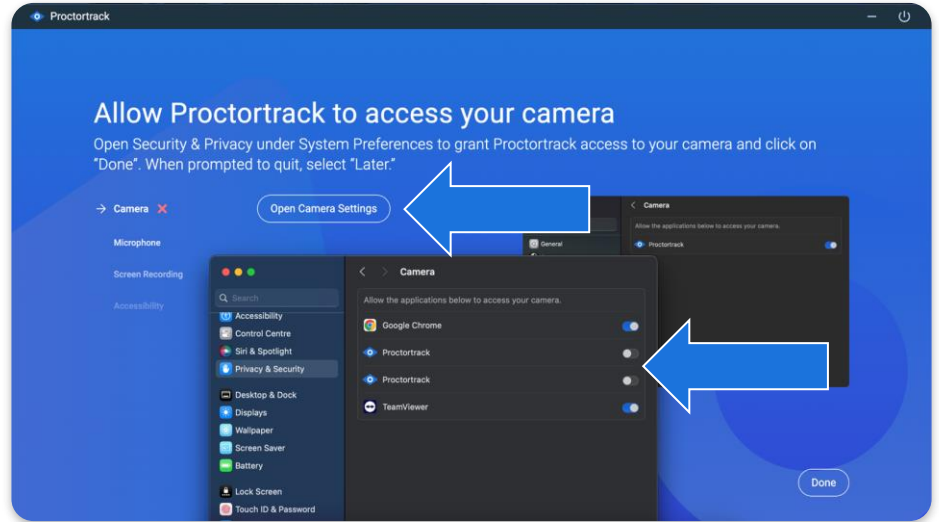 Proctortrack
Allow Proctortrack to access your camera
Open Security & Privacy under System Preferences to grant Proctortrack access to your camera and click on
"Done". When prompted to quit, select "Later."
Camera
Open Camera Settings
Microphone
Screen Recording
Accessibility
Camera
Allow the applications below to access your camera.
General
Proctortrack
Camera
Search
Allow the applications below to access your camera.
Accessibility
Control Centre
Siri & Spotlight
Privacy & Security
Desktop & Dock
Displays
Wallpaper
Screen Saver
Battery
Lock Screen
Touch ID & Password
Google Chrome
Proctortrack
Proctortrack
TeamViewer
Done